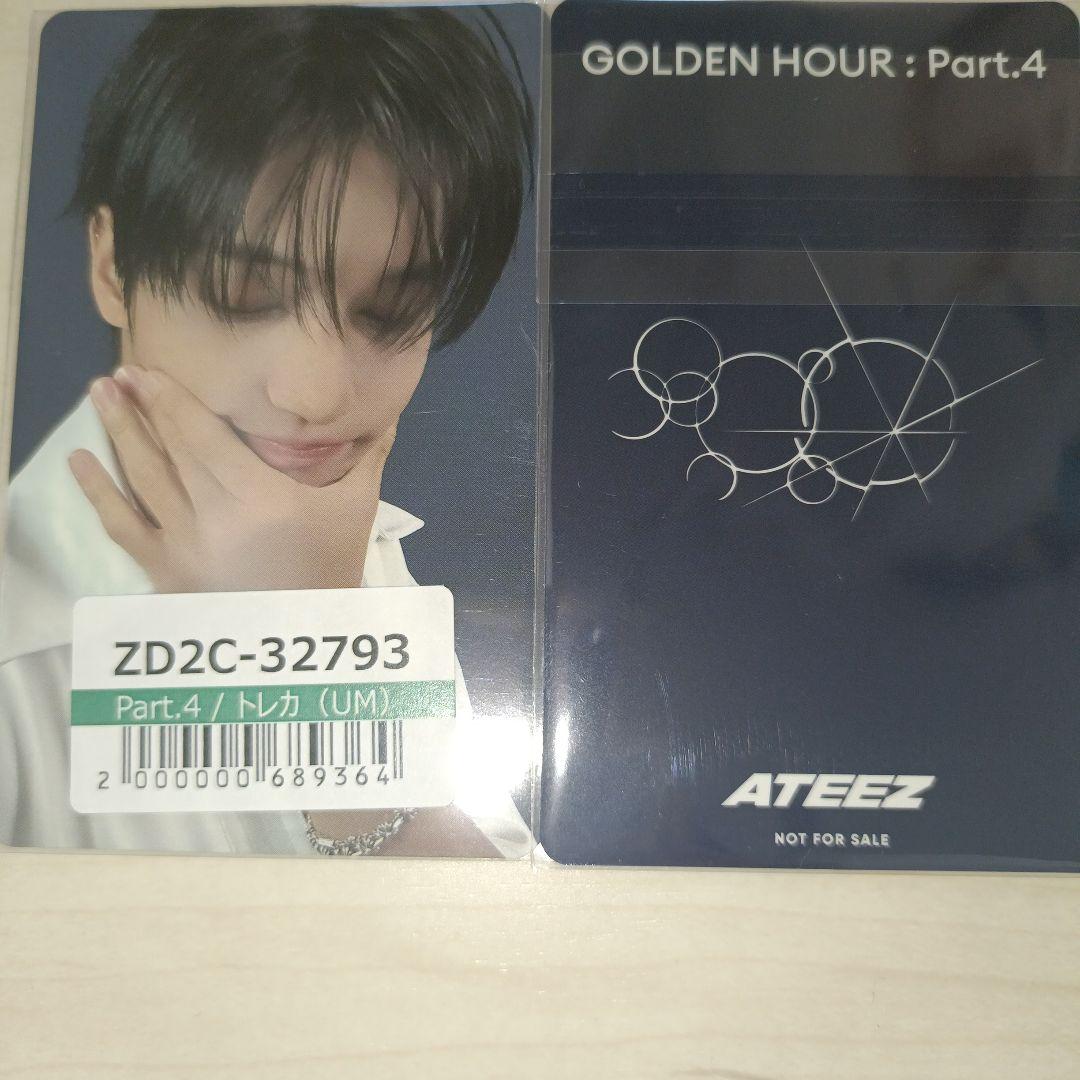 ZD2C-32793
Part.4 / トレカ（UM）
2 000000 689364
GOLDEN HOUR : Part.4
ATEEZ
NOT FOR SALE